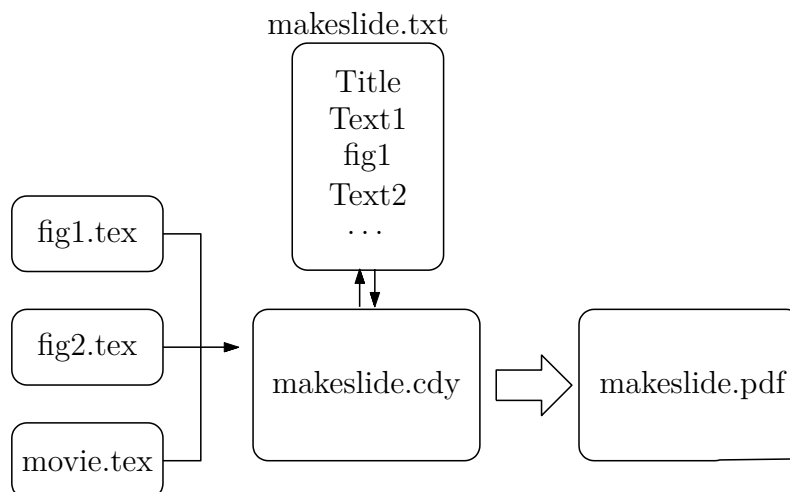 makeslide.txt
Title
Text1
fig1
Text2
...
fig1.tex
fig2.tex
movie.tex
makeslide.cdy
makeslide.pdf